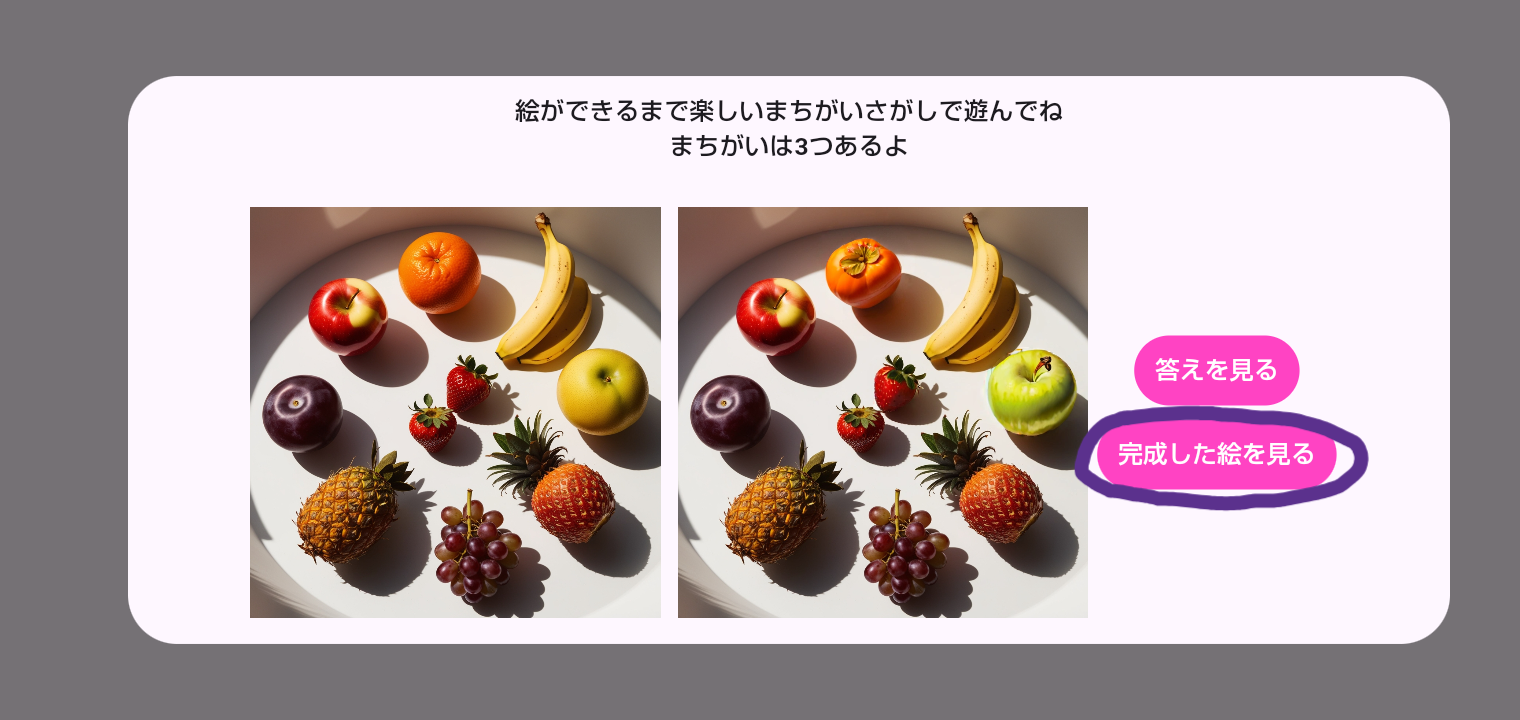 絵ができるまで楽しいまちがいさがしで遊んでね
まちがいは3つあるよ
答えを見る
完成した絵を見る